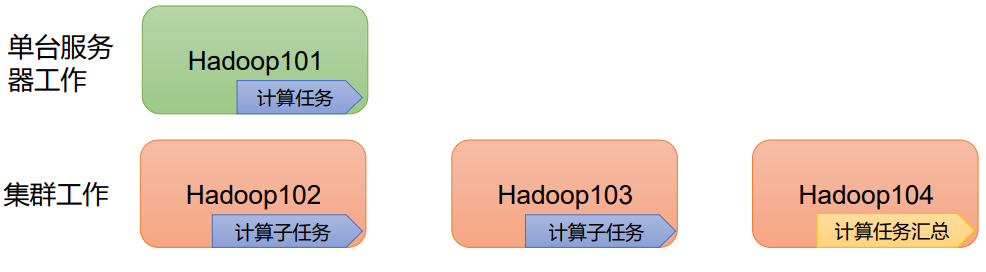 单台服务
器工作
Hadoop101
计算任务
集群工作
Hadoop102
计算子任务
Hadoop103
计算子任务
Hadoop104
计算任务汇总